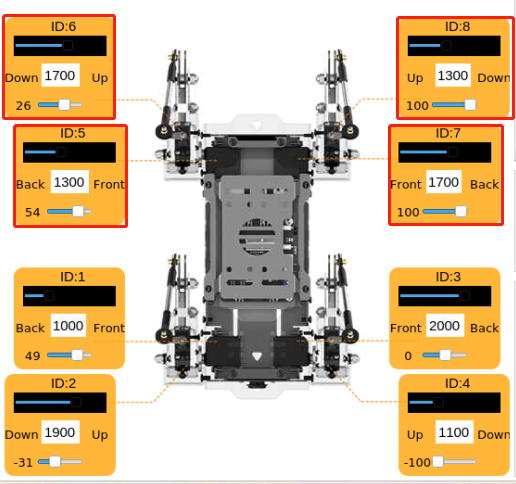 ID:6
Down 1700 Up
26
ID:8
Up 1300 Down
100
ID:5
Back 1300 Front
54
ID:7
Front 1700 Back
100
ID:1
Back 1000 Front
49
ID:3
Front 2000 Back
0
ID:2
Down 1900 Up
-31
ID:4
Up 1100 Down
-100